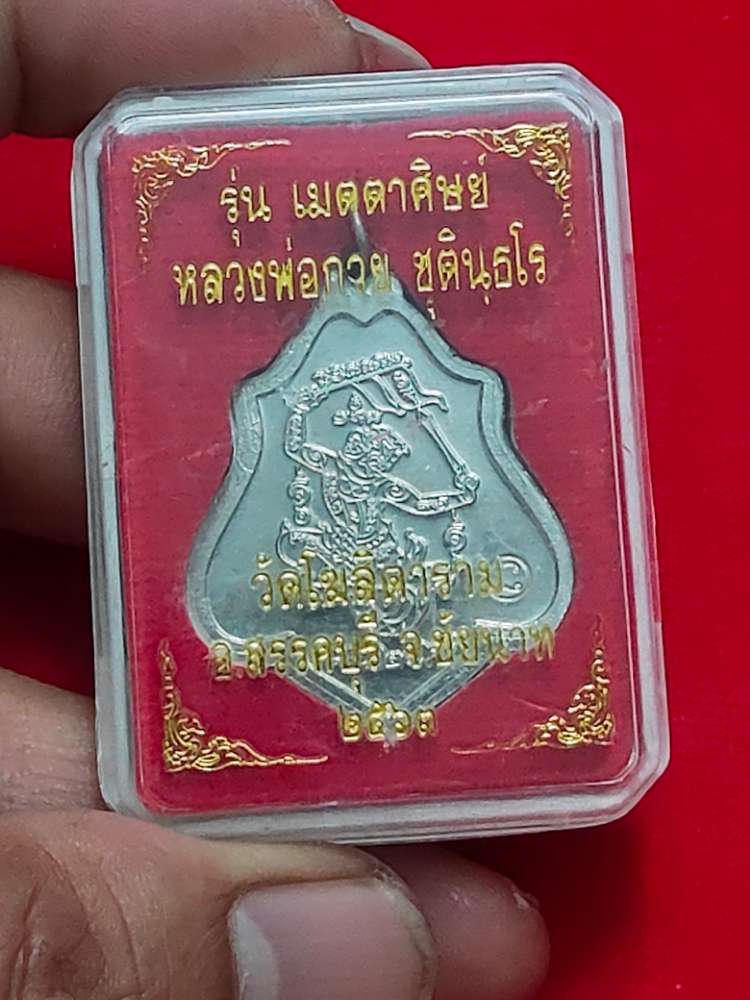 รุ่น เมตตาศิษย์
หลวงพ่อกวย ชุตินฺธโร
วัดโฆสิตาราม
อ.สรรคบุรี จ.ชัยนาท
๒๕๖๓